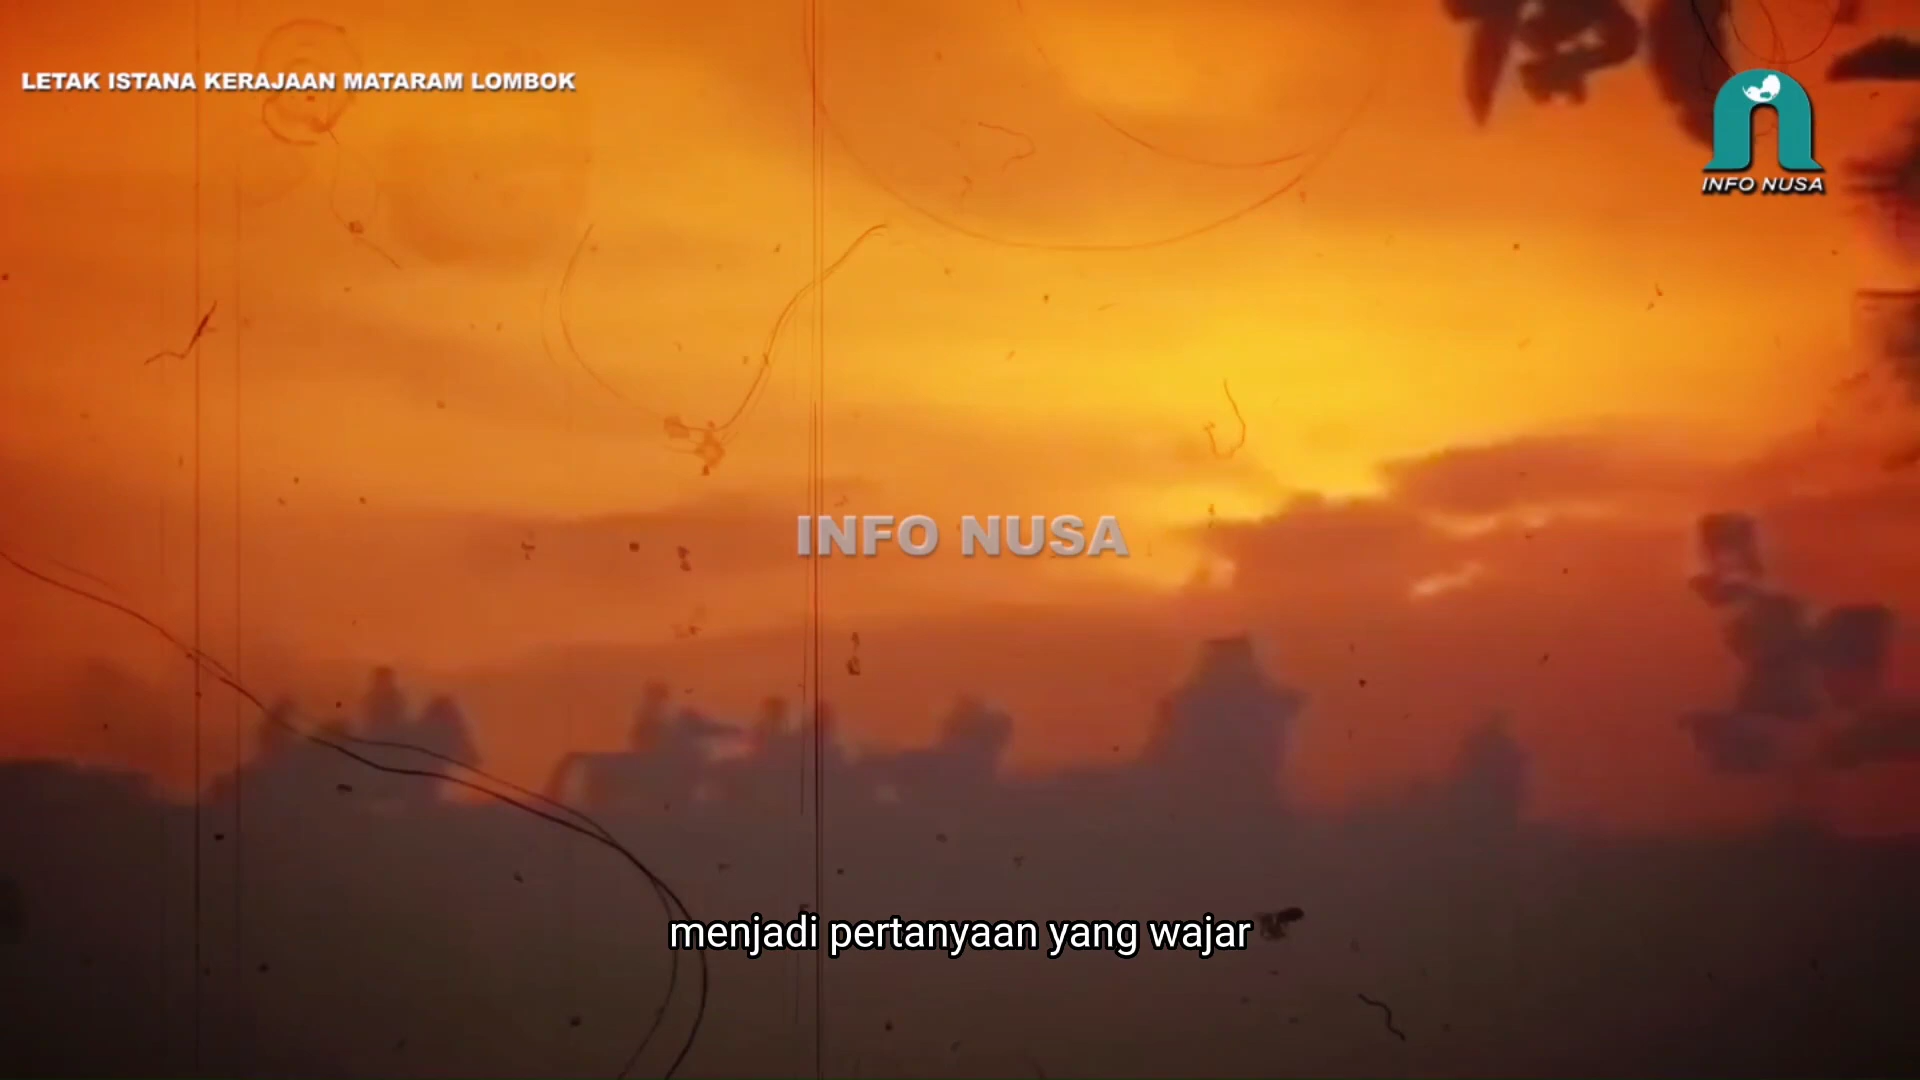 LETAK ISTANA KERAJAAN MATARAM LOMBOK
INFO NUSA
INFO NUSA
menjadi pertanyaan yang wajar